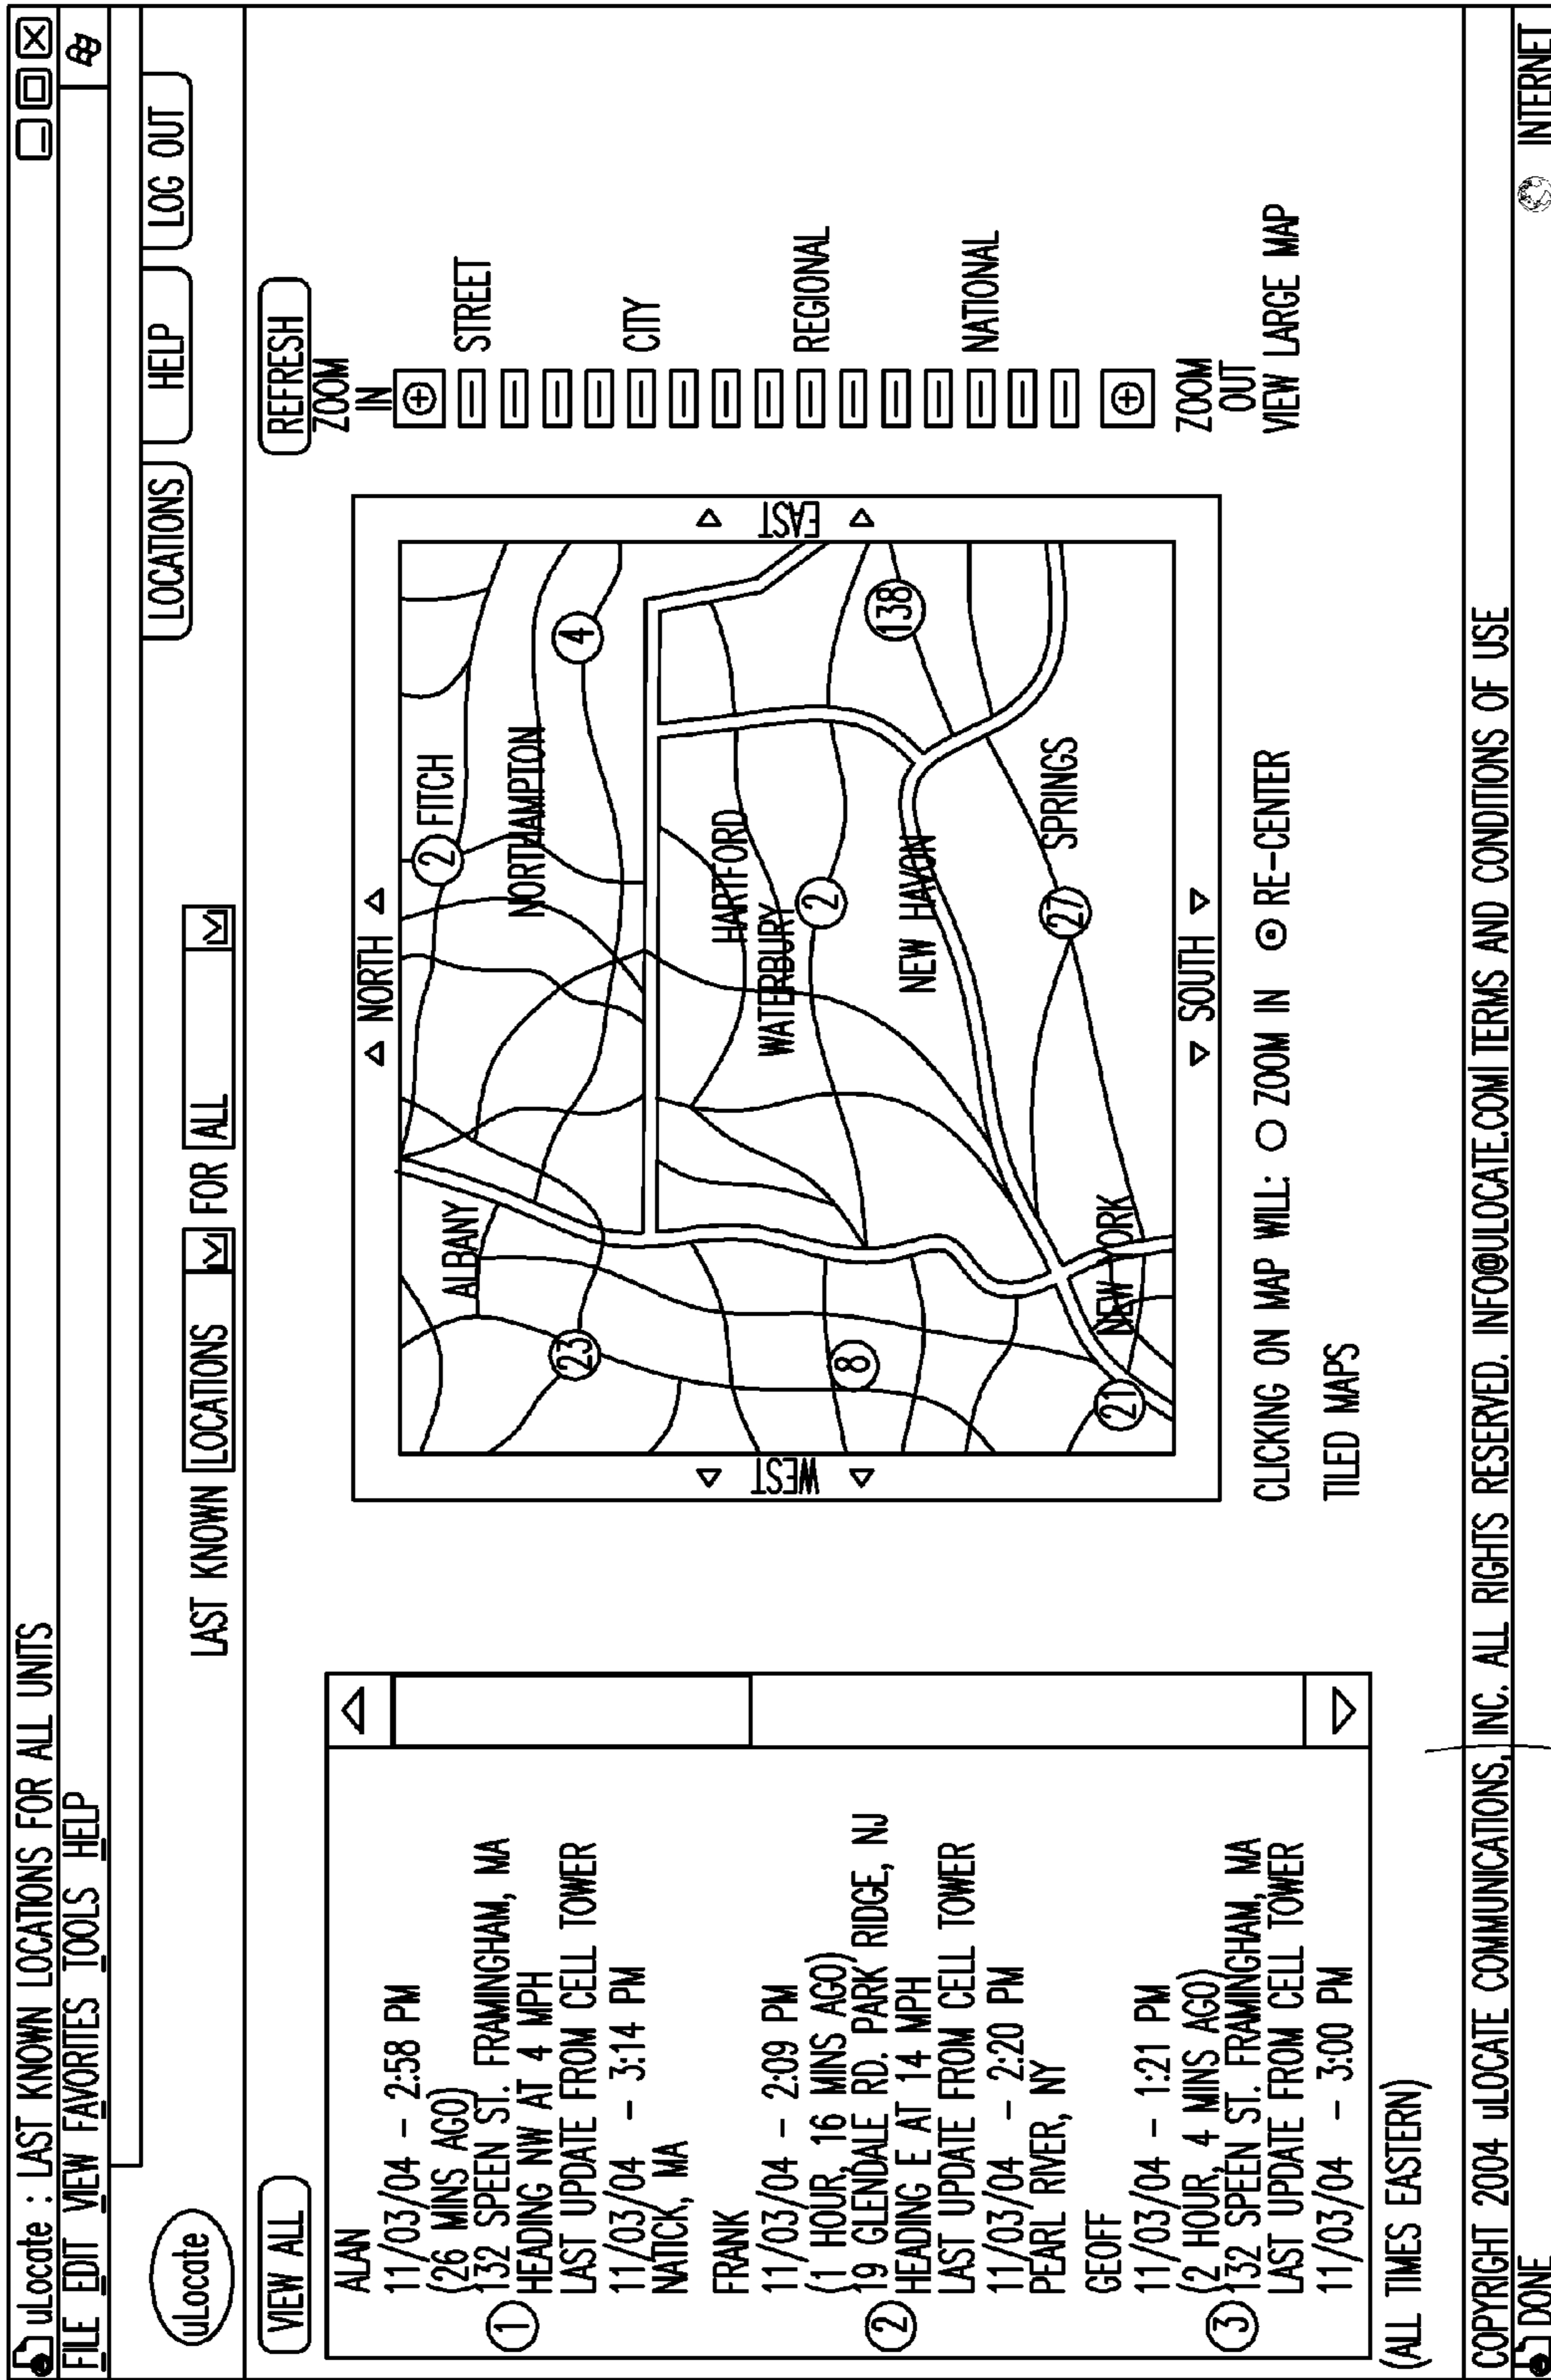 uLocate : LAST KNOWN LOCATIONS FOR ALL UNITS
FILE EDIT VIEW FAVORITES TOOLS HELP
uLocate
LOCATIONS HELP LOG OUT
LAST KNOWN LOCATIONS FOR ALL
VIEW ALL
REFRESH
ALAN
11/03/04 - 2:58 PM
(26 MINS AGO)
1 132 SPEEN ST. FRAMINGHAM, MA
HEADING NW AT 4 MPH
LAST UPDATE FROM CELL TOWER
11/03/04 - 3:14 PM
NATICK, MA
FRANK
11/03/04 - 2:09 PM
(1 HOUR, 16 MINS AGO)
2 19 GLENDALE RD. PARK RIDGE, NJ
HEADING E AT 14 MPH
LAST UPDATE FROM CELL TOWER
11/03/04 - 2:20 PM
PEARL RIVER, NY
GEOFF
11/03/04 - 1:21 PM
(2 HOUR, 4 MINS AGO)
3 132 SPEEN ST. FRAMINGHAM, MA
LAST UPDATE FROM CELL TOWER
11/03/04 - 3:00 PM
(ALL TIMES EASTERN)
NORTH
WEST
EAST
SOUTH
2 FITCH
ALBANY
NORTHAMPTON
23
4
HARTFORD
WATERBURY
2
8
138
NEW HAVON
27
SPRINGS
NEW YORK
21
CLICKING ON MAP WILL: ZOOM IN RE-CENTER
TILED MAPS
ZOOM
IN
STREET
CITY
REGIONAL
NATIONAL
ZOOM
OUT
VIEW LARGE MAP
COPYRIGHT 2004 uLOCATE COMMUNICATIONS, INC. ALL RIGHTS RESERVED. INFO@ULOCATE.COM| TERMS AND CONDITIONS OF USE
DONE
INTERNET